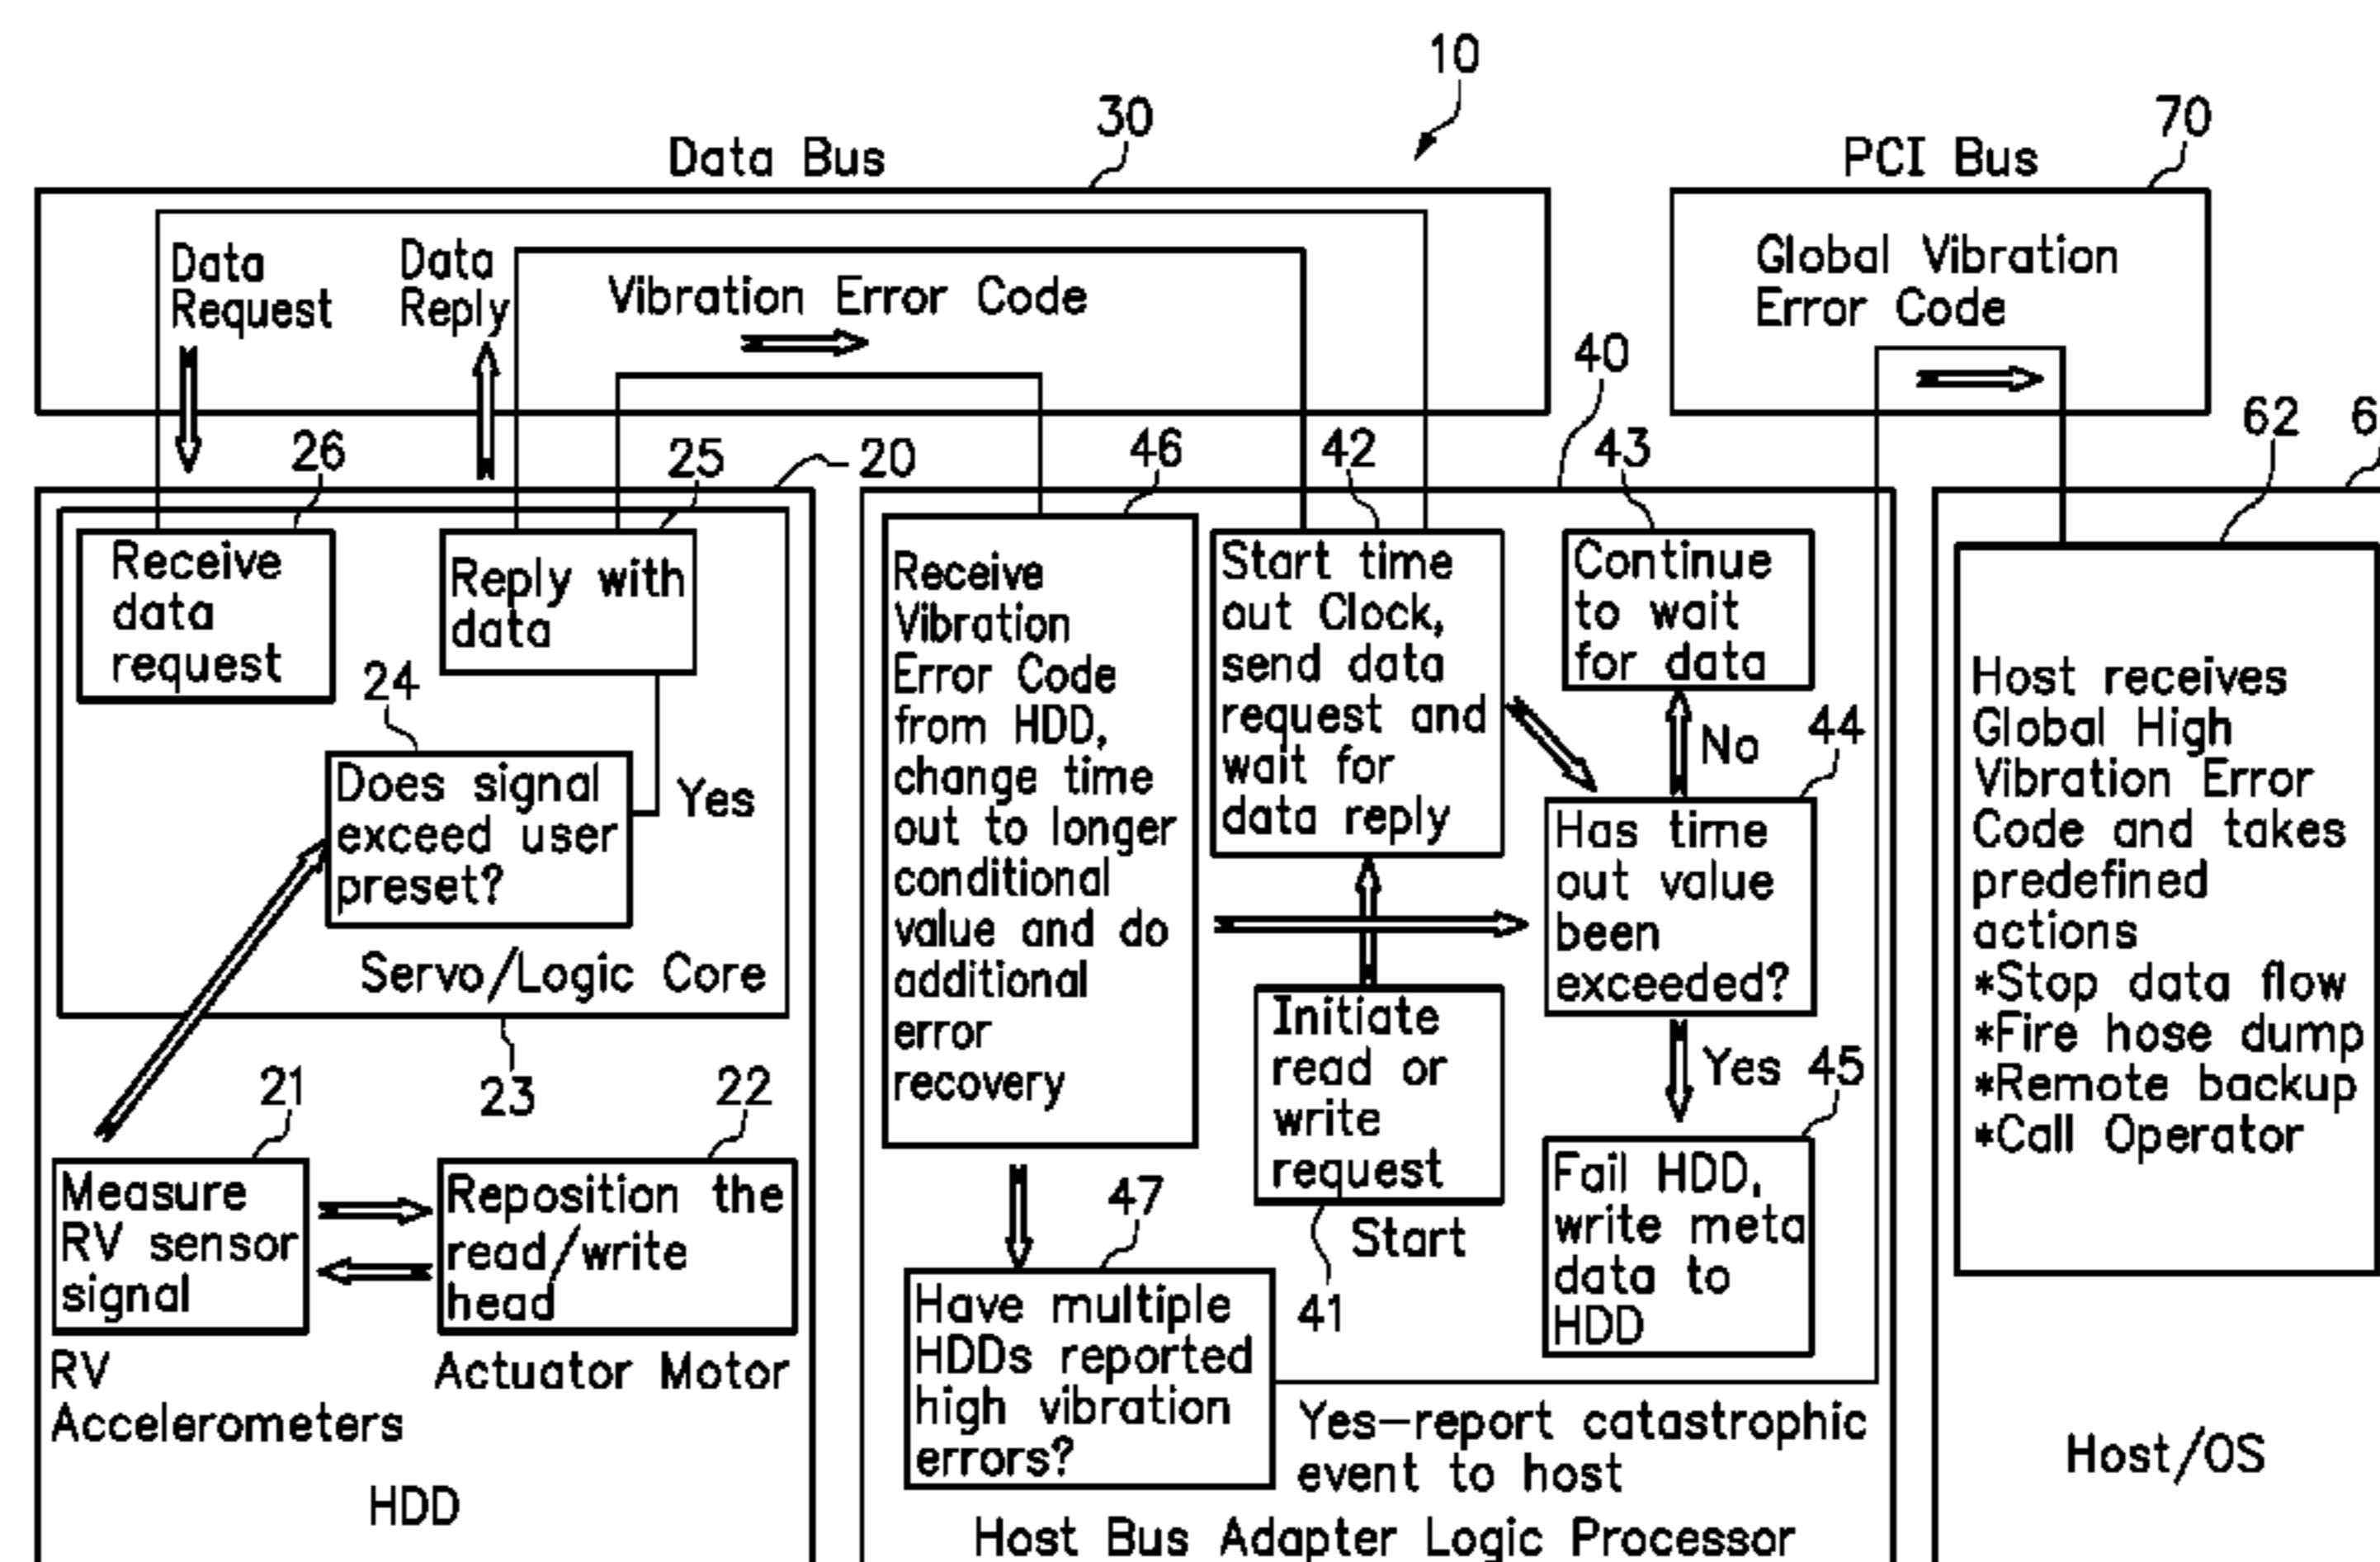 10
30
70
Data Bus
PCI Bus
Data
Request
Data
Reply
Vibration Error Code
Global Vibration
Error Code
40
62
6
26
25
20
46
42
43
Receive
data
request
Reply with
data
24
Does signal
exceed user
preset?
Yes
Servo/Logic Core
23
21
22
Measure
RV sensor
signal
Reposition the
read/write
head
RV
Accelerometers
Actuator Motor
HDD
Receive
Vibration
Error Code
from HDD,
change time
out to longer
conditional
value and do
additional
error
recovery
Start time
out Clock,
send data
request and
wait for
data reply
Continue
to wait
for data
No
44
Has time
out value
been
exceeded?
Yes
45
Initiate
read or
write
request
Start
41
Fail HDD,
write meta
data to
HDD
47
Have multiple
HDDs reported
high vibration
errors?
Yes-report catastrophic
event to host
Host Bus Adapter Logic Processor
Host receives
Global High
Vibration Error
Code and takes
predefined
actions
*Stop data flow
*Fire hose dump
*Remote backup
*Call Operator
Host/OS